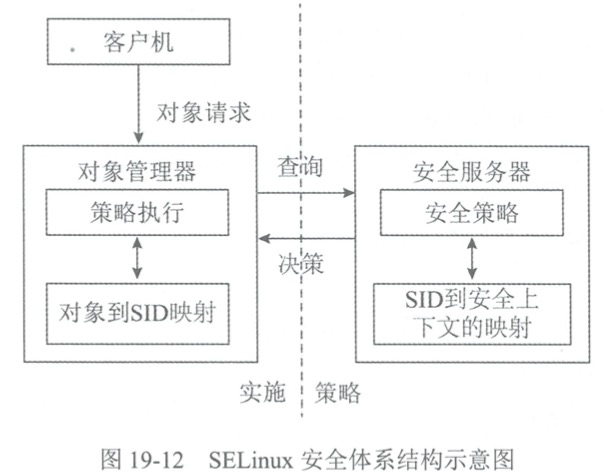 客户机
对象请求
对象管理器
策略执行
对象到SID映射
查询
决策
安全服务器
安全策略
SID到安全上
下文的映射
实施
策略
图 19-12 SELinux 安全体系结构示意图